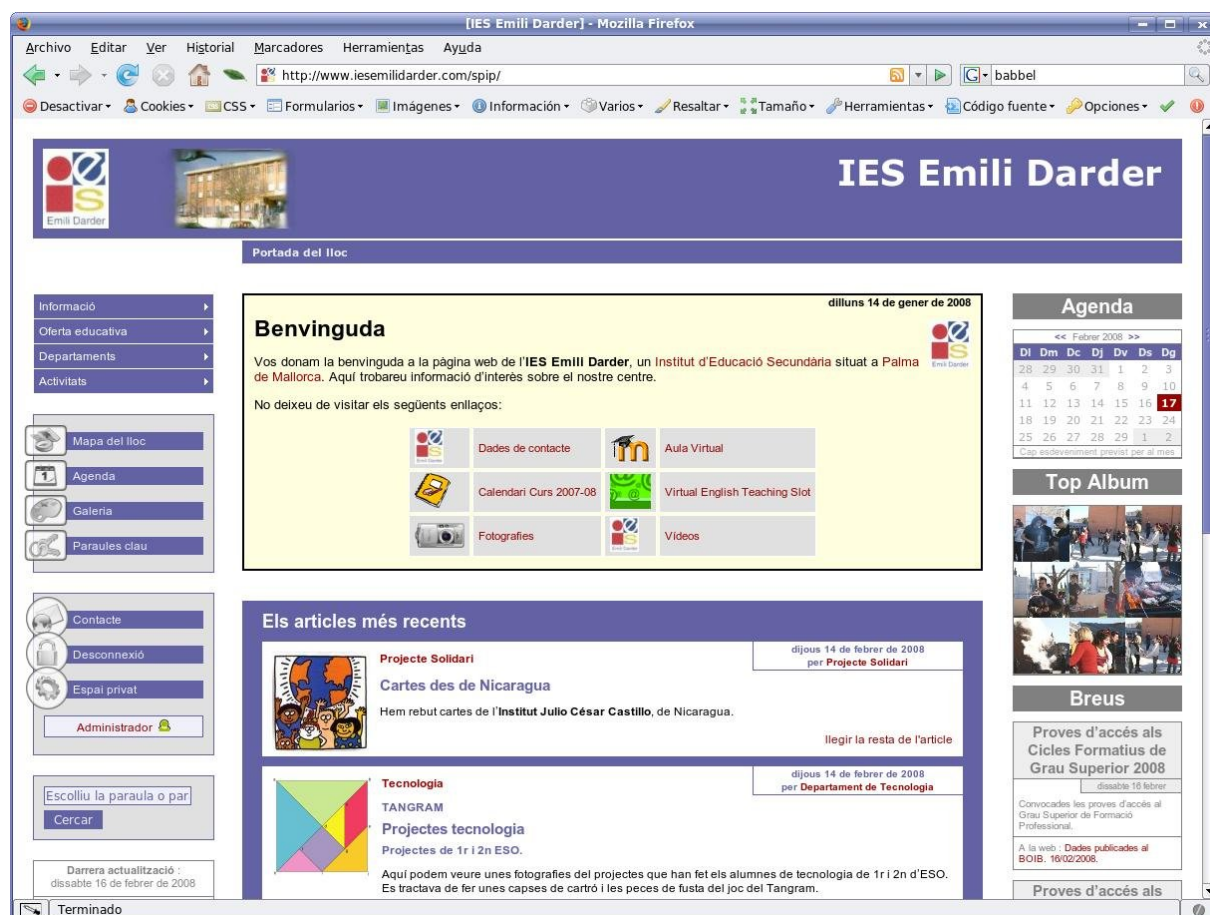 [IES Emili Darder] - Mozilla Firefox
Archivo Editar Ver Historial Marcadores Herramientas Ayuda
http://www.iesemilidarder.com/spip/
G babbel
Desactivar Cookies CSS Formularios Imágenes Información Varios Resaltar Tamaño Herramientas Código fuente Opciones
Emili Darder
IES Emili Darder
Portada del lloc
Informació
Oferta educativa
Departaments
Activitats
Mapa del lloc
Agenda
Galeria
Paraules clau
Contacte
Desconnexió
Espai privat
Administrador
Escolliu la paraula o par
Cercar
Darrera actualització :
dissabte 16 de febrer de 2008
dilluns 14 de gener de 2008
Benvinguda
Emili Darder
Vos donam la benvinguda a la pàgina web de l'IES Emili Darder, un Institut d'Educació Secundària situat a Palma
de Mallorca. Aquí trobareu informació d'interès sobre el nostre centre.
No deixeu de visitar els següents enllaços:
Dades de contacte
Aula Virtual
Calendari Curs 2007-08
Virtual English Teaching Slot
Fotografies
Vídeos
Els articles més recents
Projecte Solidari
dijous 14 de febrer de 2008
per Projecte Solidari
Cartes des de Nicaragua
Hem rebut cartes de l'Institut Julio César Castillo, de Nicaragua.
llegir la resta de l'article
Tecnologia
dijous 14 de febrer de 2008
per Departament de Tecnologia
TANGRAM
Projectes tecnologia
Projectes de 1r i 2n ESO.
Aquí podem veure unes fotografies del projectes que han fet els alumnes de tecnologia de 1r i 2n d'ESO.
Es tractava de fer unes capses de cartró i les peces de fusta del joc del Tangram.
Agenda
<< Febrer 2008 >>
Dl Dm Dc Dj Dv Ds Dg
28 29 30 31 1 2 3
4 5 6 7 8 9 10
11 12 13 14 15 16 17
18 19 20 21 22 23 24
25 26 27 28 29 1 2
Cap esdeveniment previst per al mes
Top Album
Breus
Proves d'accés als
Cicles Formatius de
Grau Superior 2008
dissabte 16 febrer
Convocades les proves d'accés al
Grau Superior de Formació
Professional.
A la web : Dades publicades al
BOIB. 16/02/2008.
Proves d'accés als
Terminado